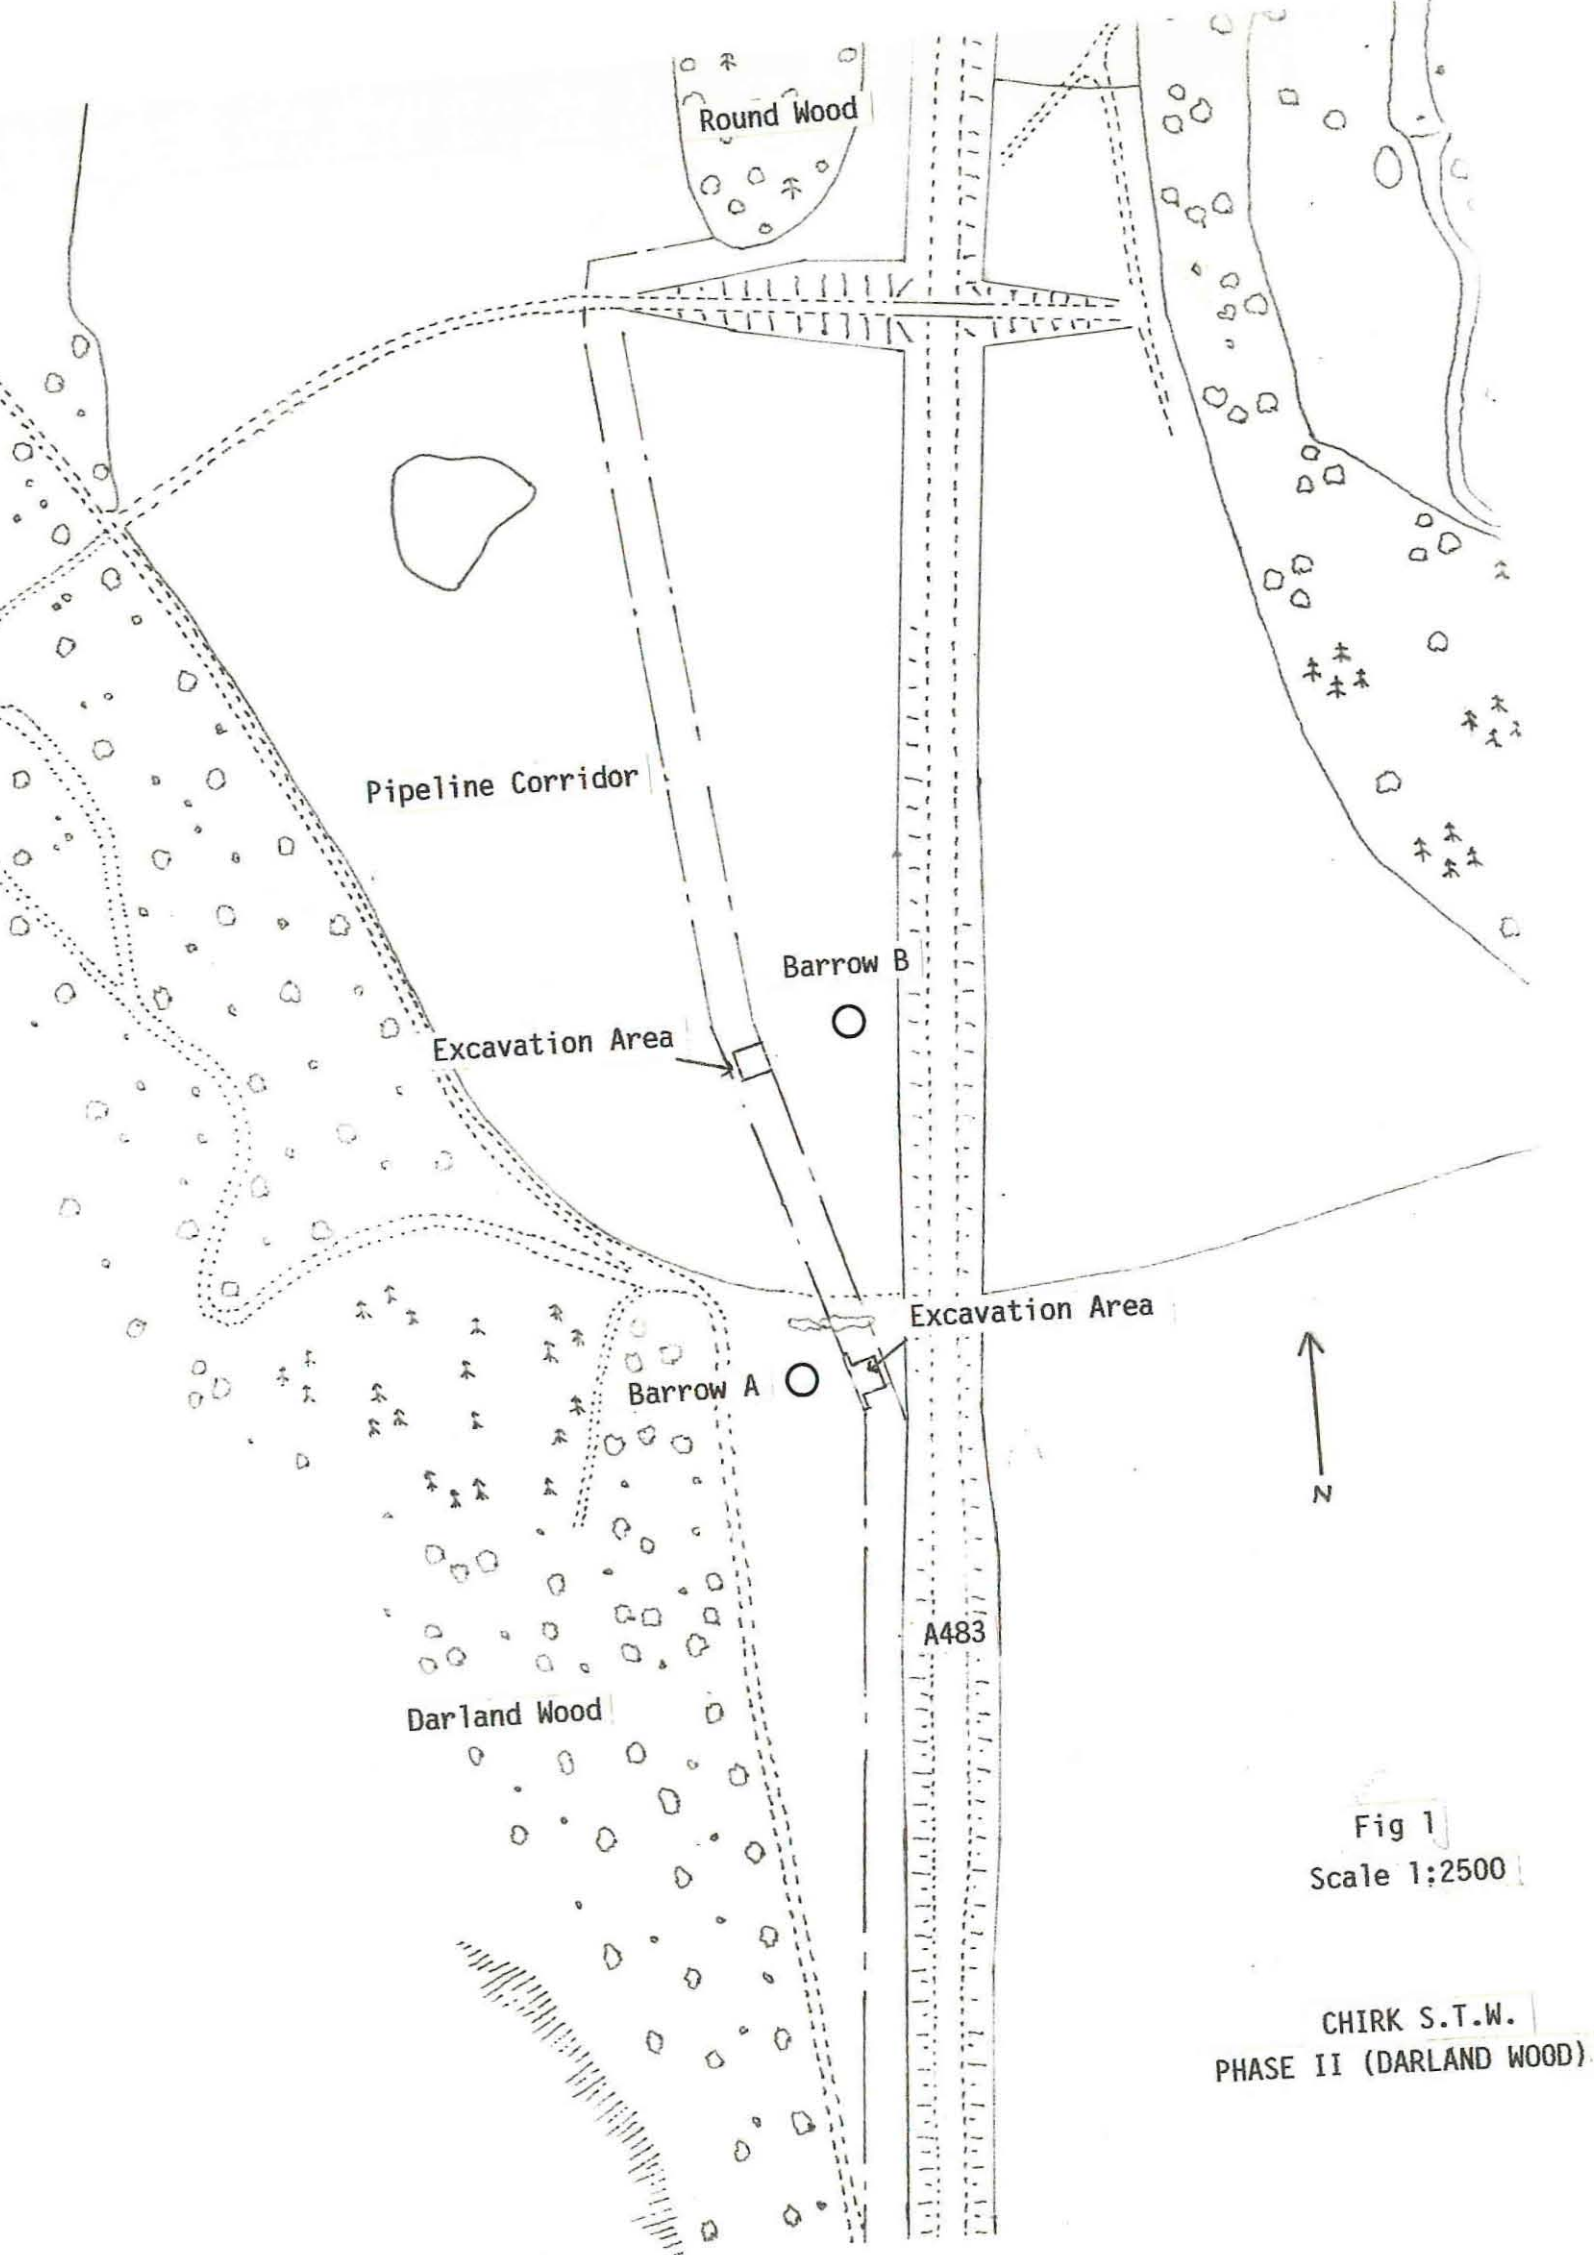 Round Wood
Pipeline Corridor
Barrow B
Excavation Area
Excavation Area
Barrow A
N
A483
Darland Wood
Fig 1
Scale 1:2500
CHIRK S.T.W.
PHASE II (DARLAND WOOD)